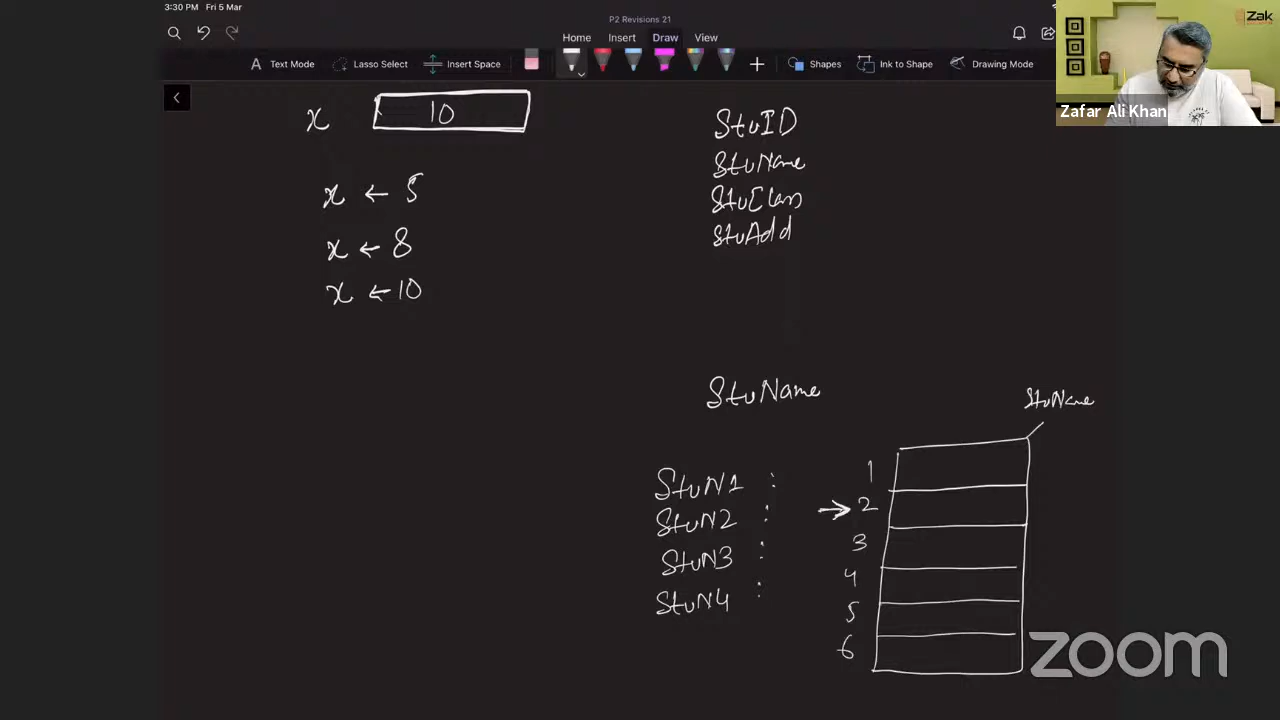 3:30 PM Fri 5 Mar
P2 Revisions 21
Home Insert Draw View
Text Mode Lasso Select Insert Space Shapes Ink to Shape Drawing Mode
Zak
Zafar Ali Khan
x 10
x ← 5
x ← 8
x ← 10
StuID
StuName
StuClass
StuAdd
StuName
StuN1 :
StuN2 :
StuN3 :
StuN4 :
StuName
1
→ 2
3
4
5
6
zoom